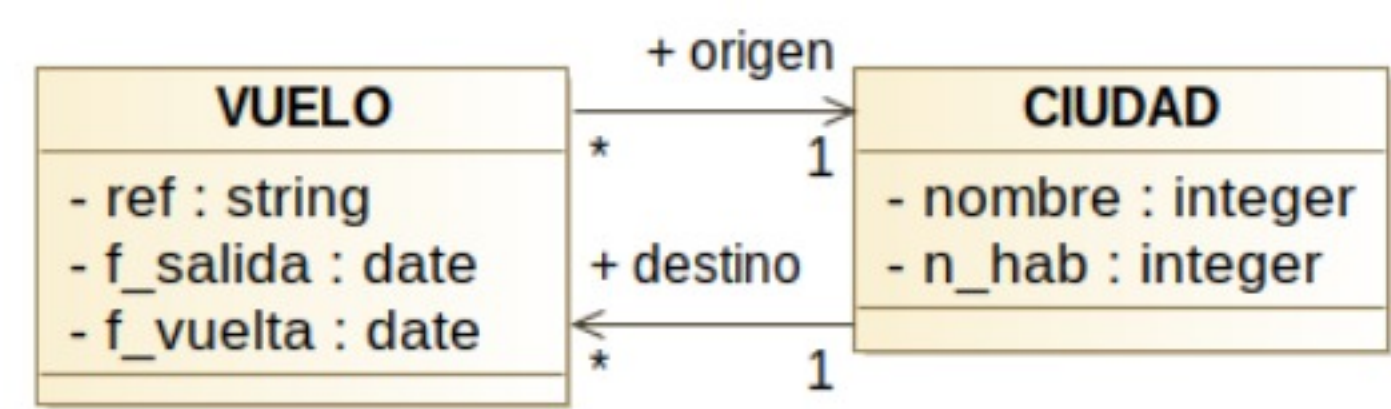 + origen
VUELO
CIUDAD
* 1
- ref : string
- f_salida : date
- f_vuelta : date
- nombre : integer
- n_hab : integer
+ destino
* 1